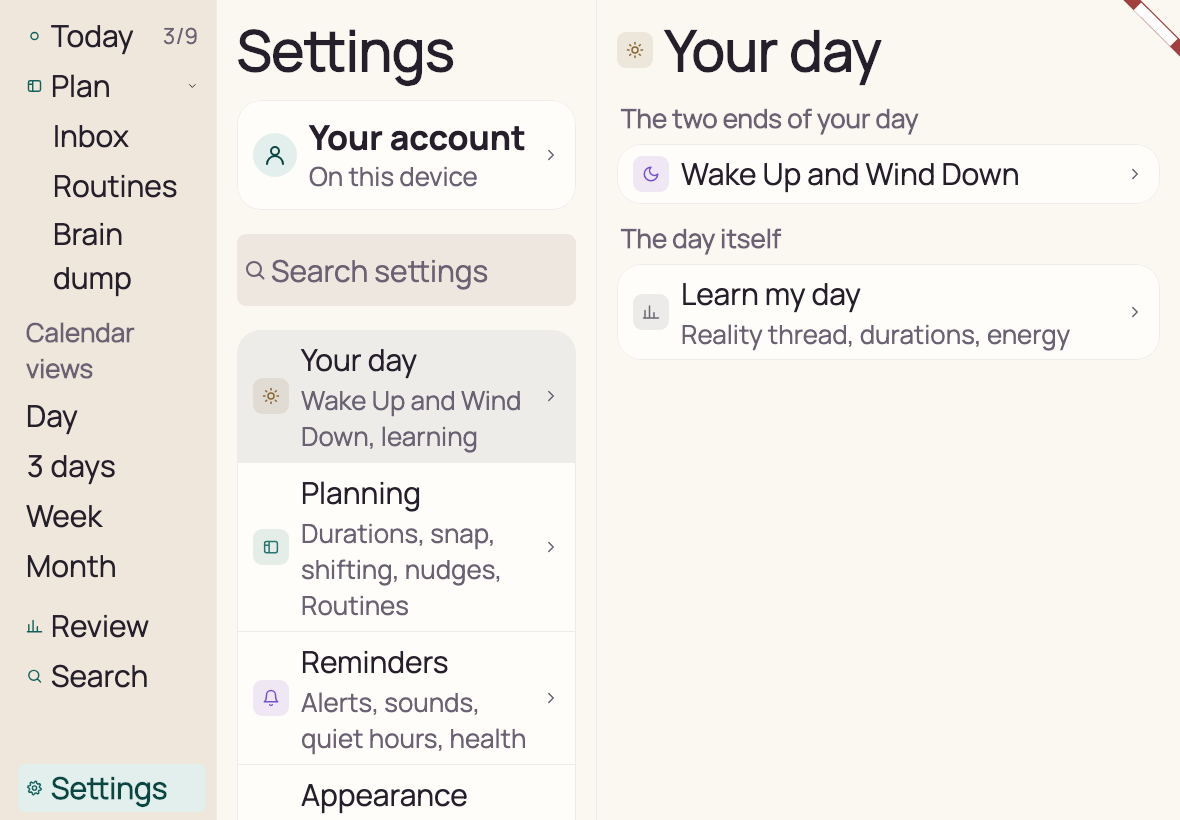 Today 3/9
Plan
Inbox
Routines
Brain
dump
Calendar
views
Day
3 days
Week
Month
Review
Search
Settings
Settings
Your account
On this device
Search settings
Your day
Wake Up and Wind
Down, learning
Planning
Durations, snap,
shifting, nudges,
Routines
Reminders
Alerts, sounds,
quiet hours, health
Appearance
Your day
The two ends of your day
Wake Up and Wind Down
The day itself
Learn my day
Reality thread, durations, energy